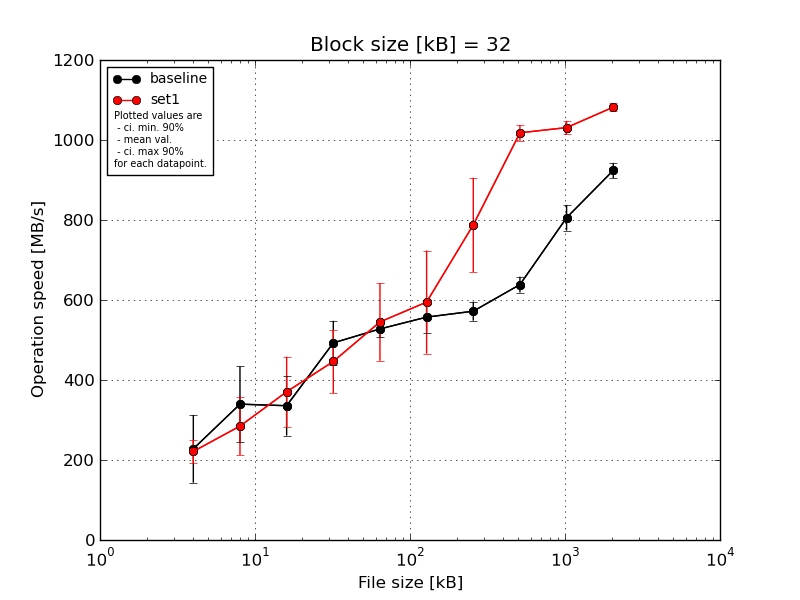 Block size [kB] = 32
1200
1000
800
600
400
200
0
Operation speed [MB/s]
baseline
set1
Plotted values are
- ci. min. 90%
- mean val.
- ci. max 90%
for each datapoint.
10^0 10^1 10^2 10^3 10^4
File size [kB]